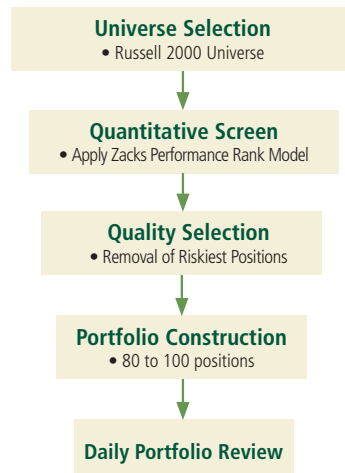 Universe Selection
• Russell 2000 Universe
Quantitative Screen
• Apply Zacks Performance Rank Model
Quality Selection
• Removal of Riskiest Positions
Portfolio Construction
• 80 to 100 positions
Daily Portfolio Review